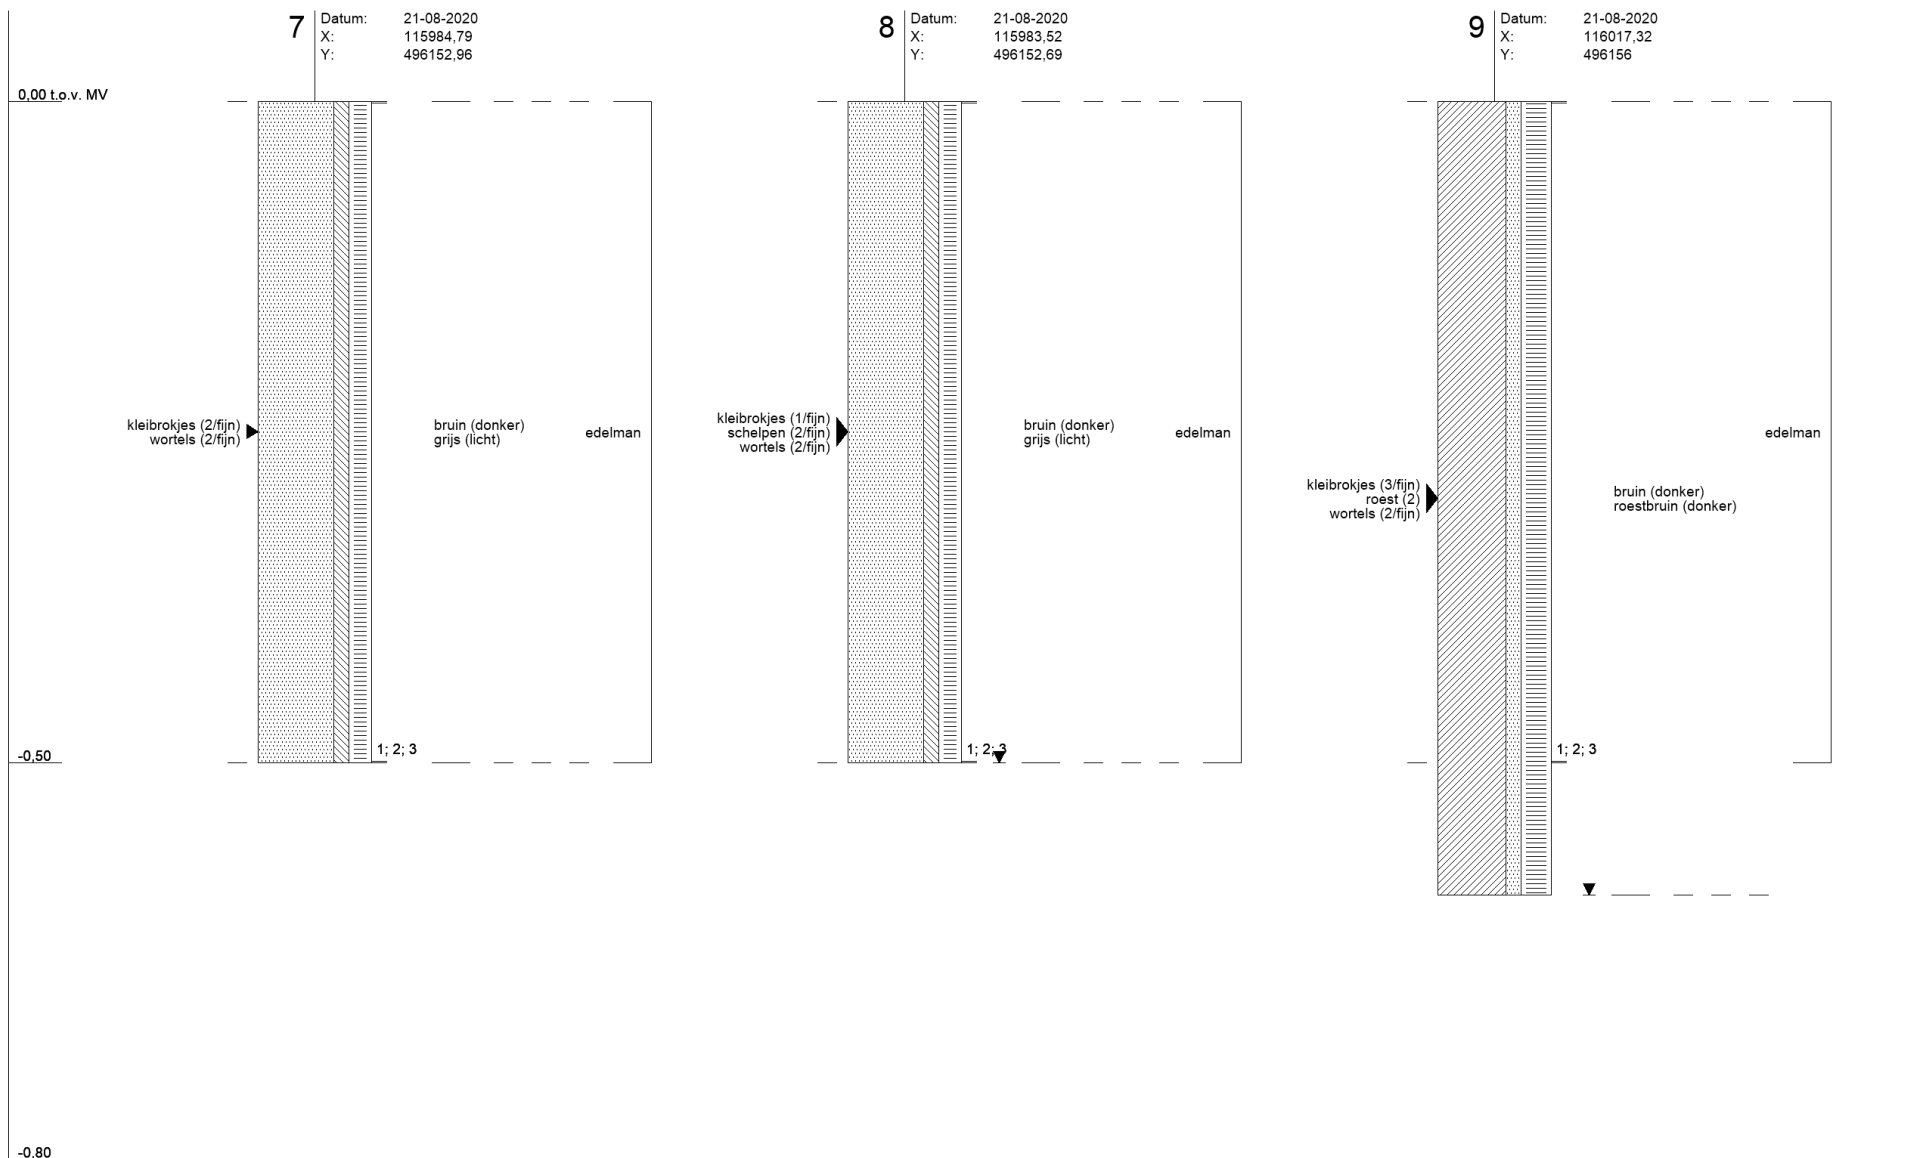 7
Datum: 21-08-2020
X: 115984,79
Y: 496152,96
8
Datum: 21-08-2020
X: 115983,52
Y: 496152,69
9
Datum: 21-08-2020
X: 116017,32
Y: 496156
0,00 t.o.v. MV
kleibrokjes (2/fijn)
wortels (2/fijn)
bruin (donker)
grijs (licht)
edelman
1; 2; 3
kleibrokjes (1/fijn)
schelpen (2/fijn)
wortels (2/fijn)
bruin (donker)
grijs (licht)
edelman
1; 2; 3
kleibrokjes (3/fijn)
roest (2)
wortels (2/fijn)
bruin (donker)
roestbruin (donker)
edelman
1; 2; 3
-0,50
-0,80